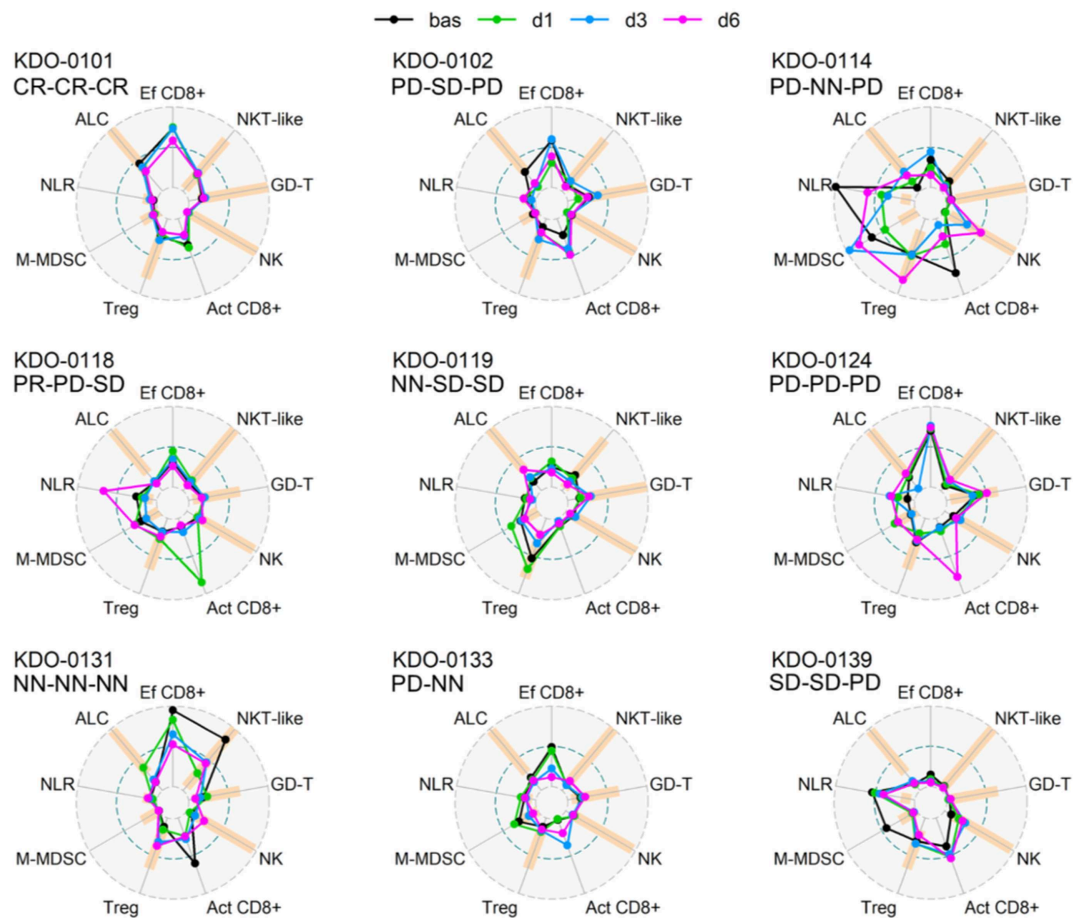 bas d1 d3 d6
KDO-0101
CR-CR-CR
Ef CD8+
ALC
NKT-like
NLR
GD-T
M-MDSC
NK
Treg
Act CD8+
KDO-0102
PD-SD-PD
Ef CD8+
ALC
NKT-like
NLR
GD-T
M-MDSC
NK
Treg
Act CD8+
KDO-0114
PD-NN-PD
Ef CD8+
ALC
NKT-like
NLR
GD-T
M-MDSC
NK
Treg
Act CD8+
KDO-0118
PR-PD-SD
Ef CD8+
ALC
NKT-like
NLR
GD-T
M-MDSC
NK
Treg
Act CD8+
KDO-0119
NN-SD-SD
Ef CD8+
ALC
NKT-like
NLR
GD-T
M-MDSC
NK
Treg
Act CD8+
KDO-0124
PD-PD-PD
Ef CD8+
ALC
NKT-like
NLR
GD-T
M-MDSC
NK
Treg
Act CD8+
KDO-0131
NN-NN-NN
Ef CD8+
ALC
NKT-like
NLR
GD-T
M-MDSC
NK
Treg
Act CD8+
KDO-0133
PD-NN
Ef CD8+
ALC
NKT-like
NLR
GD-T
M-MDSC
NK
Treg
Act CD8+
KDO-0139
SD-SD-PD
Ef CD8+
ALC
NKT-like
NLR
GD-T
M-MDSC
NK
Treg
Act CD8+